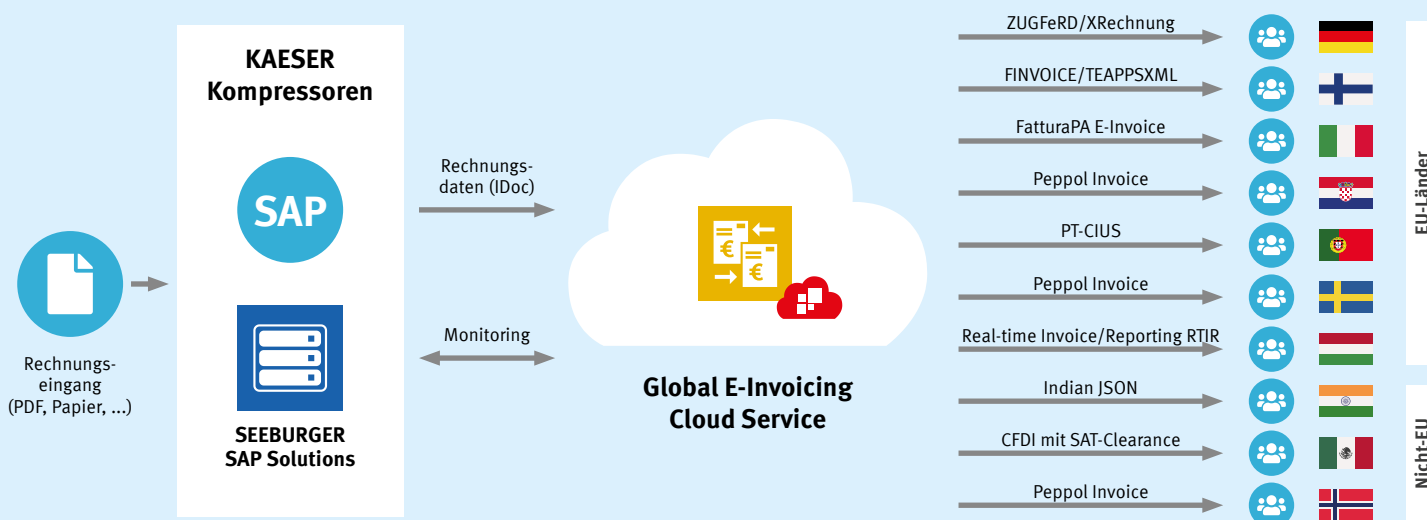 Rechnungs-
eingang
(PDF, Papier, ...)
KAESER
Kompressoren
SAP
SEEBURGER
SAP Solutions
Rechnungs-
daten (IDoc)
Monitoring
€
€
Global E-Invoicing
Cloud Service
ZUGFeRD/XRechnung
FINVOICE/TEAPPSXML
FatturaPA E-Invoice
Peppol Invoice
PT-CIUS
Peppol Invoice
Real-time Invoice/Reporting RTIR
Indian JSON
CFDI mit SAT-Clearance
Peppol Invoice
EU-Länder
Nicht-EU